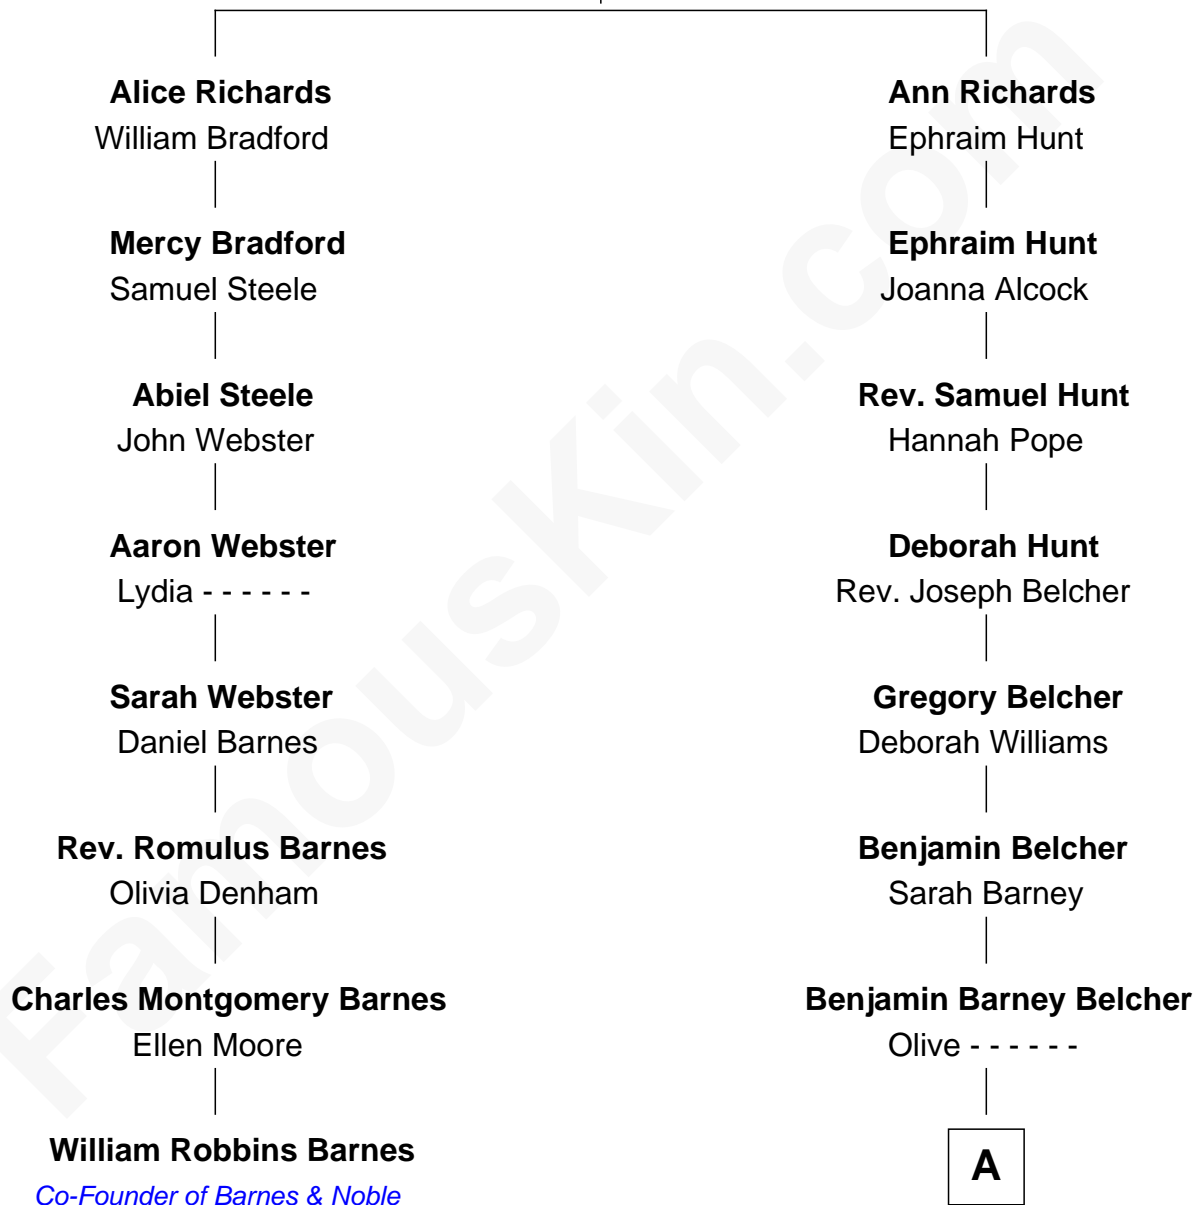 Alice Richards
William Bradford
Mercy Bradford
Samuel Steele
Abiel Steele
John Webster
Aaron Webster
Lydia - - - - - -
Sarah Webster
Daniel Barnes
Rev. Romulus Barnes
Olivia Denham
Charles Montgomery Barnes
Ellen Moore
William Robbins Barnes
Co-Founder of Barnes & Noble
Ann Richards
Ephraim Hunt
Ephraim Hunt
Joanna Alcock
Rev. Samuel Hunt
Hannah Pope
Deborah Hunt
Rev. Joseph Belcher
Gregory Belcher
Deborah Williams
Benjamin Belcher
Sarah Barney
Benjamin Barney Belcher
Olive - - - - - -
A
FamousKin.com